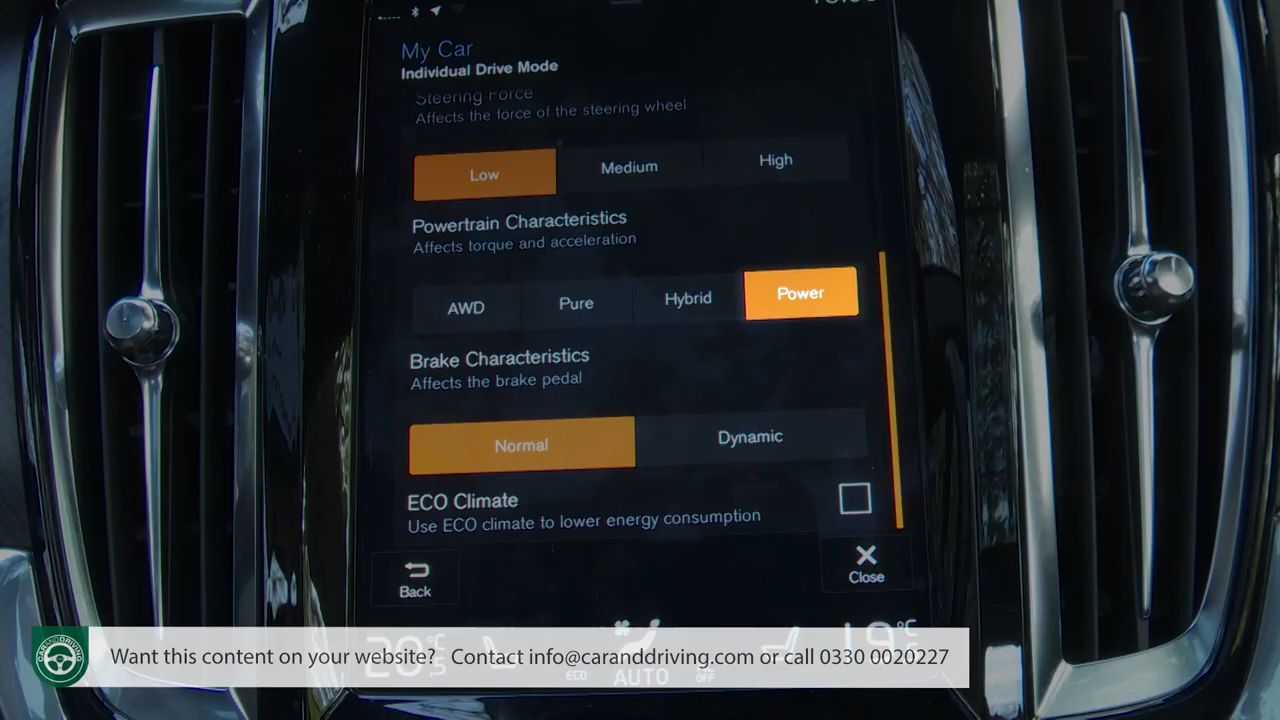 My Car
Individual Drive Mode
Steering Force
Affects the force of the steering wheel
Low Medium High
Powertrain Characteristics
Affects torque and acceleration
AWD Pure Hybrid Power
Brake Characteristics
Affects the brake pedal
Normal Dynamic
ECO Climate
Use ECO climate to lower energy consumption
Back Close
CARANDDRIVING
Want this content on your website? Contact info@caranddriving.com or call 0330 0020227
ECO AUTO OFF